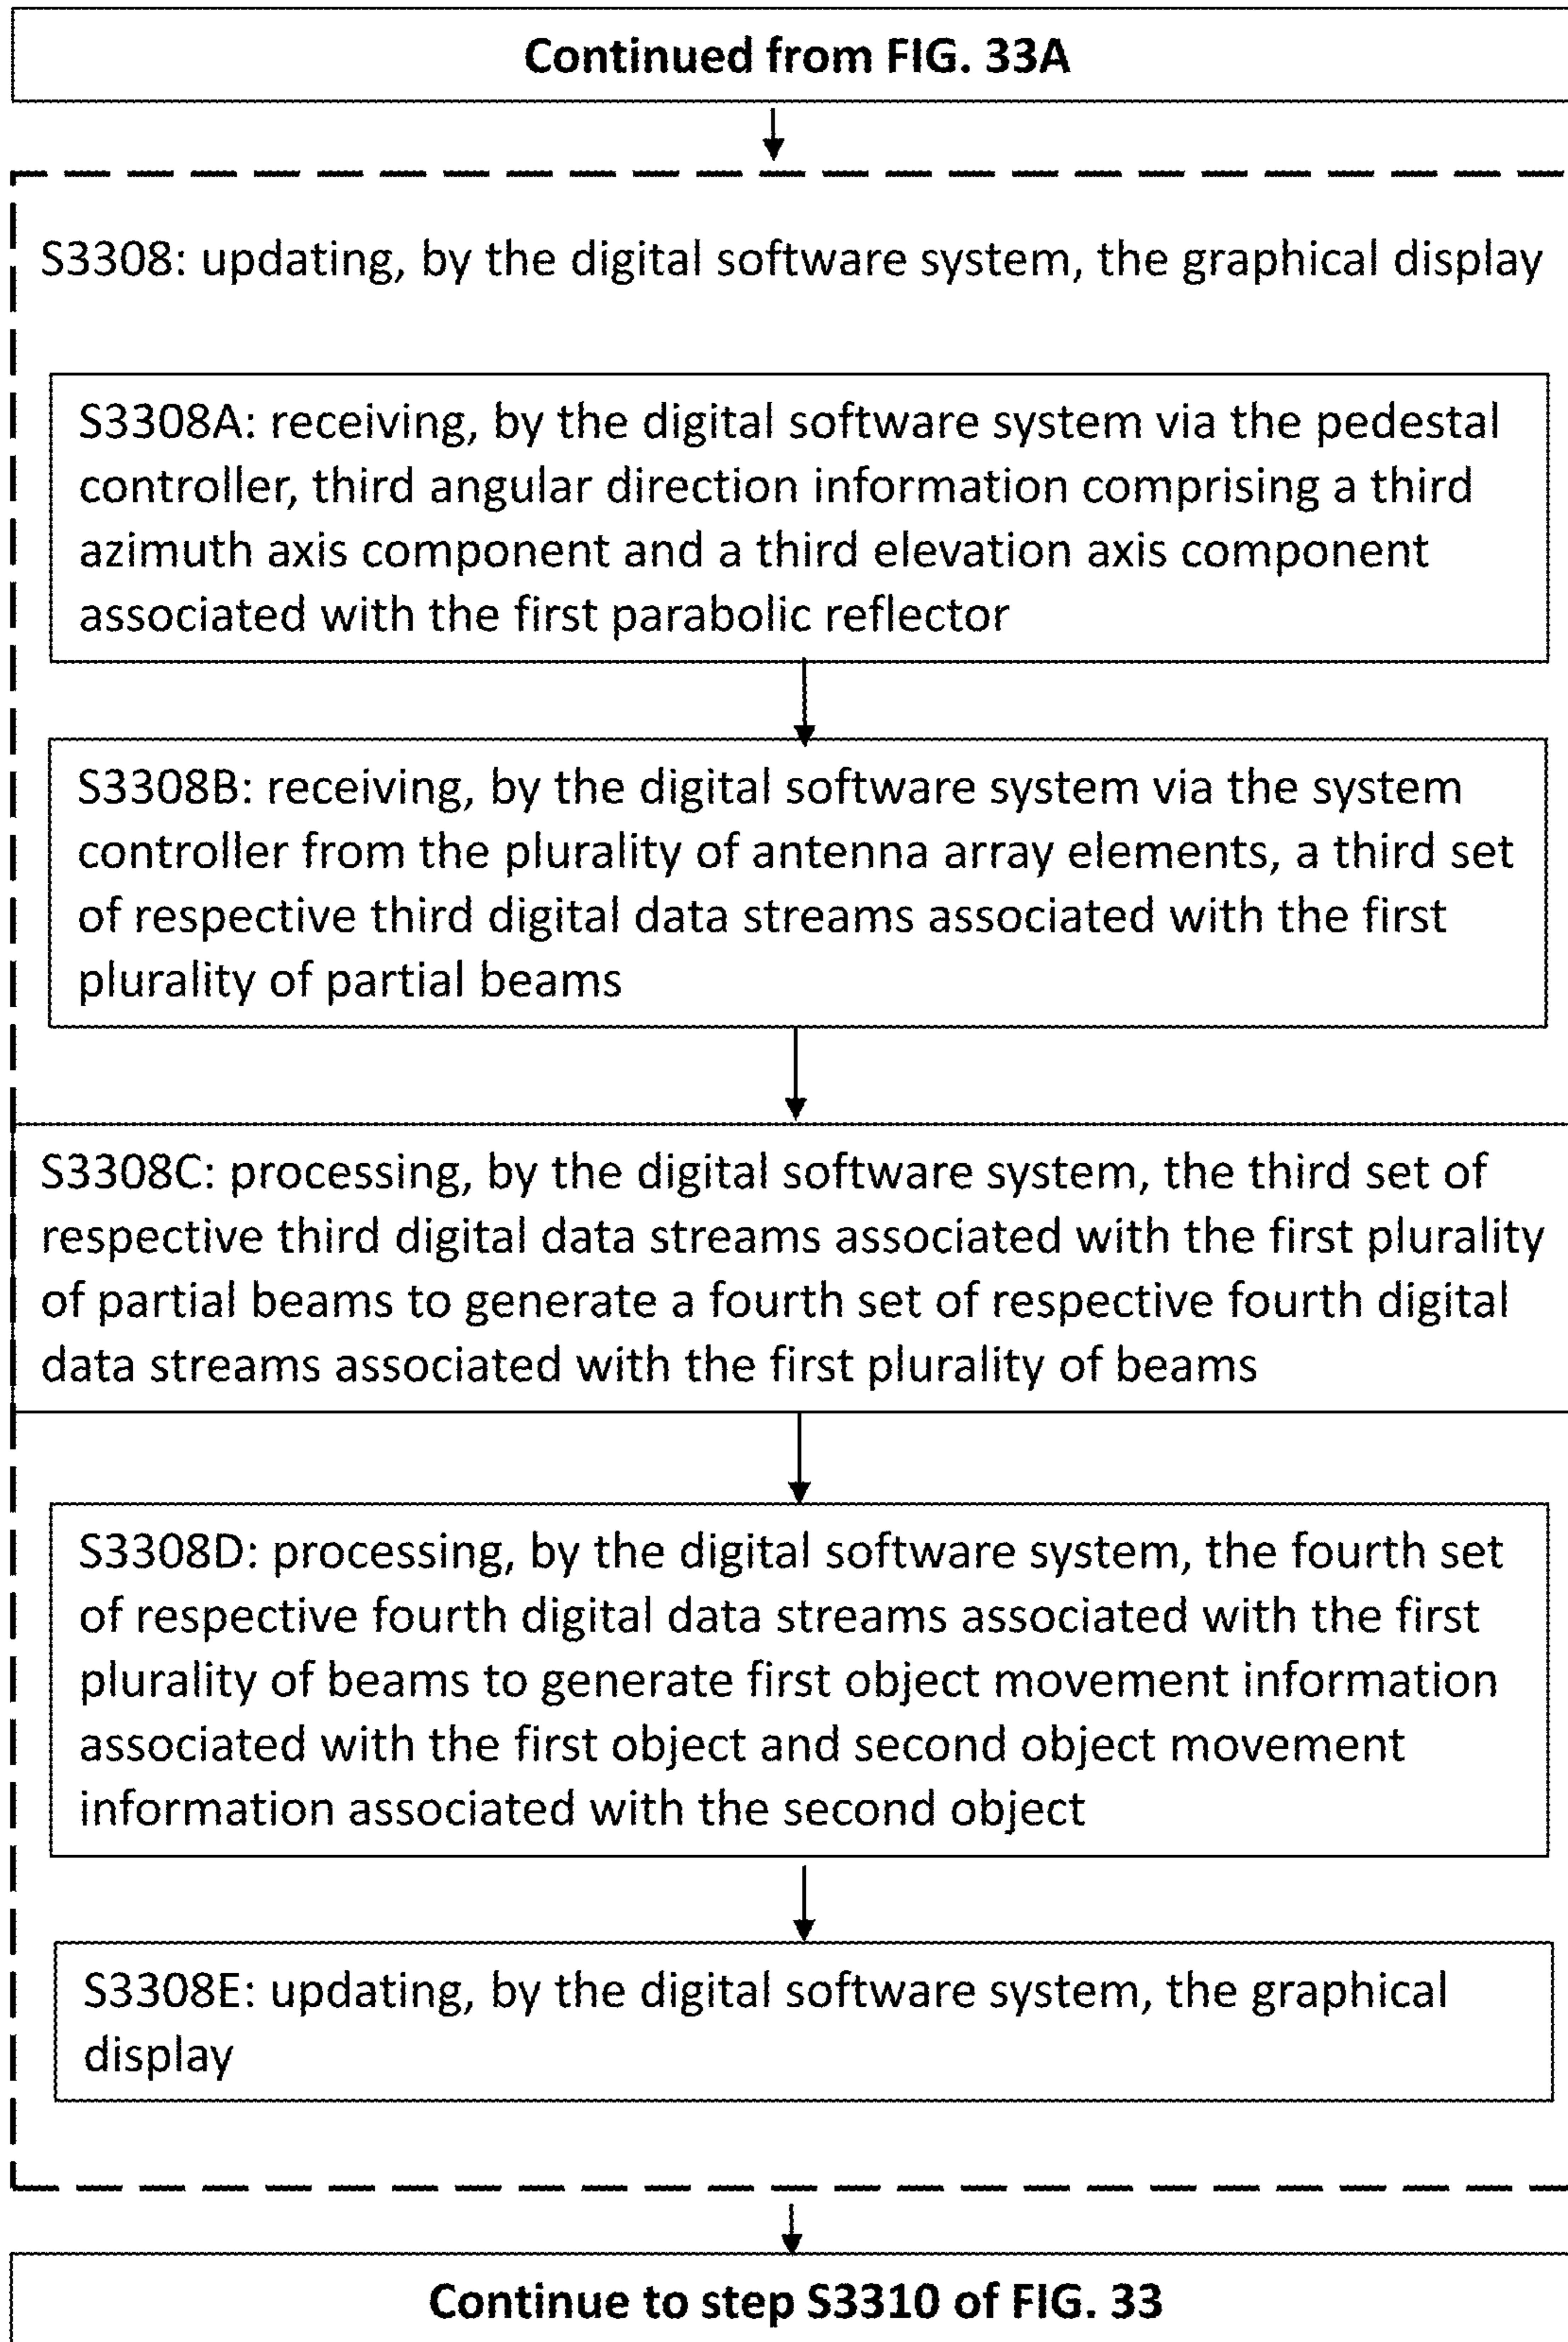 Continued from FIG. 33A
S3308: updating, by the digital software system, the graphical display
S3308A: receiving, by the digital software system via the pedestal
controller, third angular direction information comprising a third
azimuth axis component and a third elevation axis component
associated with the first parabolic reflector
S3308B: receiving, by the digital software system via the system
controller from the plurality of antenna array elements, a third set
of respective third digital data streams associated with the first
plurality of partial beams
S3308C: processing, by the digital software system, the third set of
respective third digital data streams associated with the first plurality
of partial beams to generate a fourth set of respective fourth digital
data streams associated with the first plurality of beams
S3308D: processing, by the digital software system, the fourth set
of respective fourth digital data streams associated with the first
plurality of beams to generate first object movement information
associated with the first object and second object movement
information associated with the second object
S3308E: updating, by the digital software system, the graphical
display
Continue to step S3310 of FIG. 33